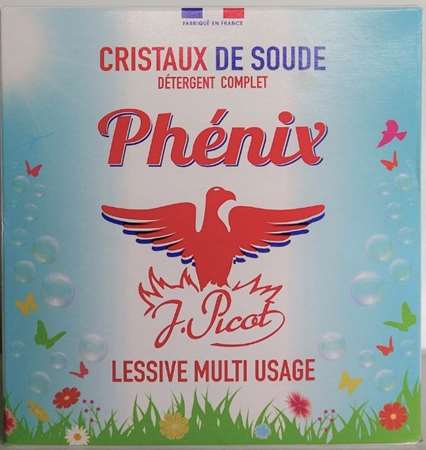 FABRIQUÉ EN FRANCE
CRISTAUX DE SOUDE
DÉTERGENT COMPLET
Phénix
J. Picot
LESSIVE MULTI USAGE